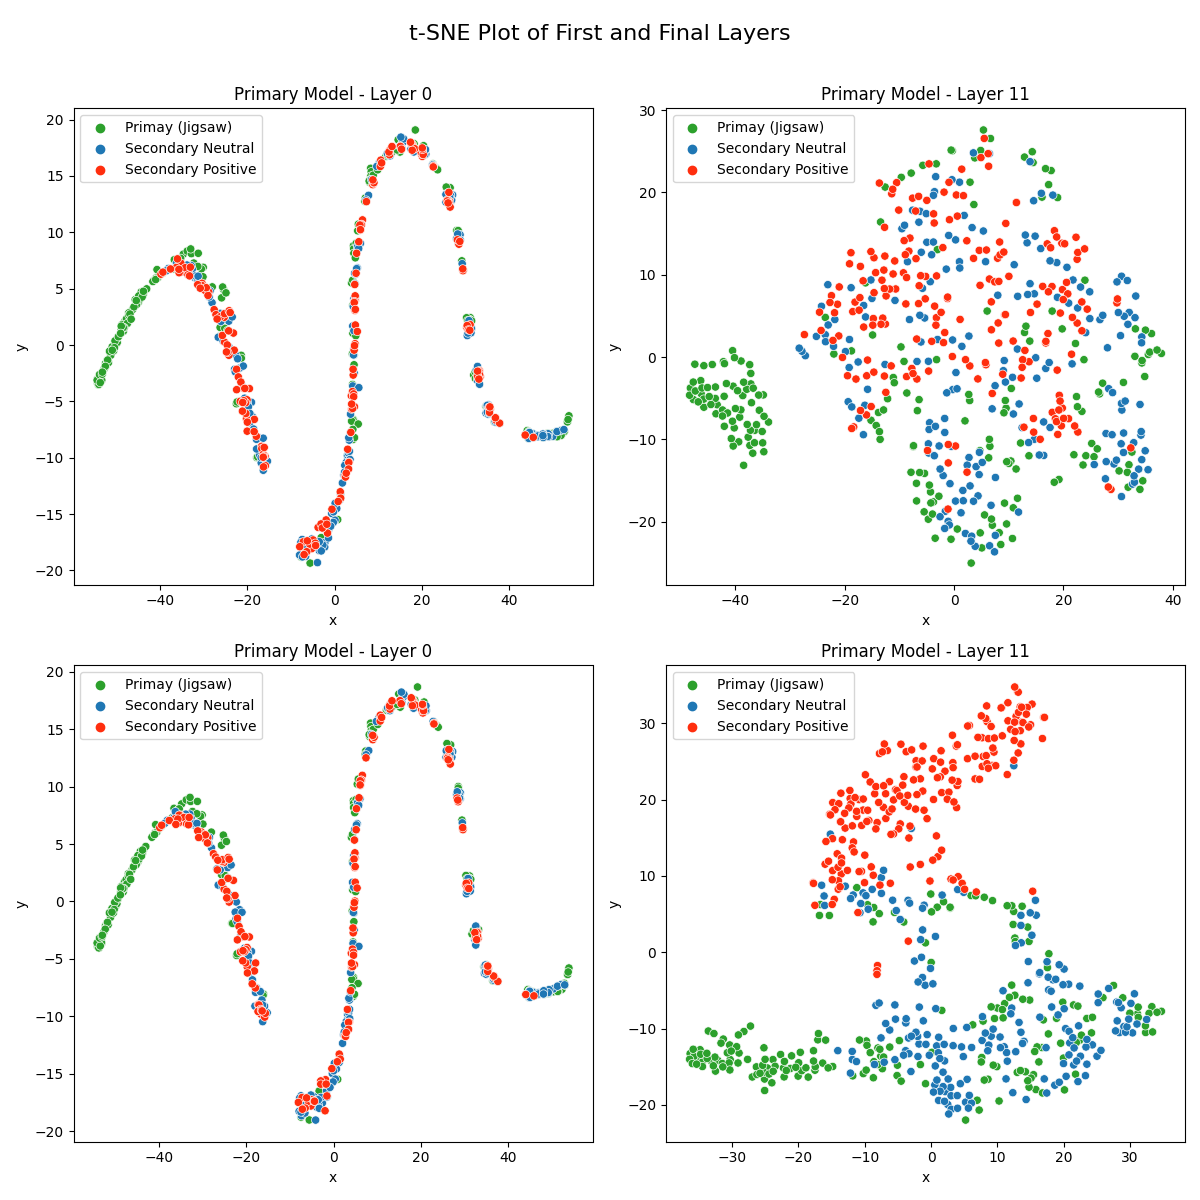 t-SNE Plot of First and Final Layers
Primary Model - Layer 0
Primay (Jigsaw)
Secondary Neutral
Secondary Positive
20
15
10
5
0
−5
−10
−15
−20
y
−40
−20
0
20
40
x
Primary Model - Layer 11
Primay (Jigsaw)
Secondary Neutral
Secondary Positive
30
20
10
0
−10
−20
y
−40
−20
0
20
40
x
Primary Model - Layer 0
Primay (Jigsaw)
Secondary Neutral
Secondary Positive
20
15
10
5
0
−5
−10
−15
−20
y
−40
−20
0
20
40
x
Primary Model - Layer 11
Primay (Jigsaw)
Secondary Neutral
Secondary Positive
30
20
10
0
−10
−20
y
−30
−20
−10
0
10
20
30
x